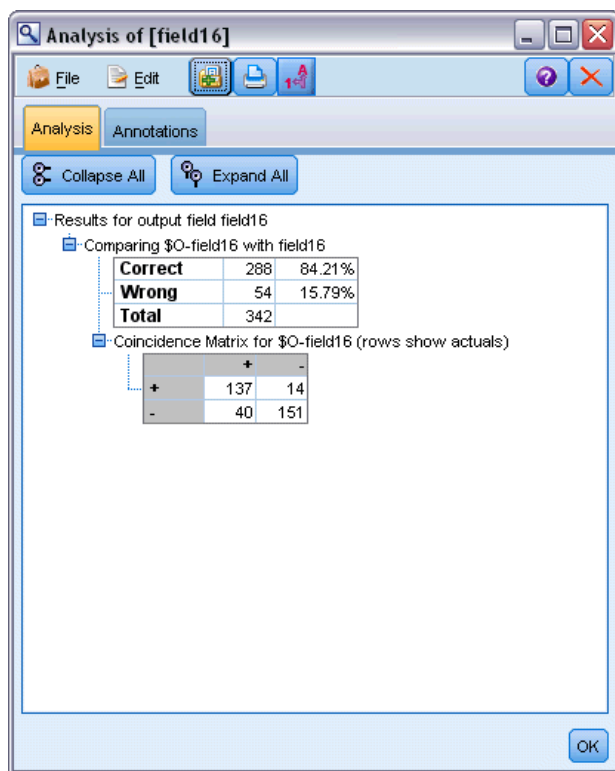 Analysis of [field16]
File Edit
Analysis Annotations
Collapse All Expand All
Results for output field field16
Comparing $O-field16 with field16
Correct 288 84.21%
Wrong 54 15.79%
Total 342
Coincidence Matrix for $O-field16 (rows show actuals)
+ -
+ 137 14
- 40 151
OK